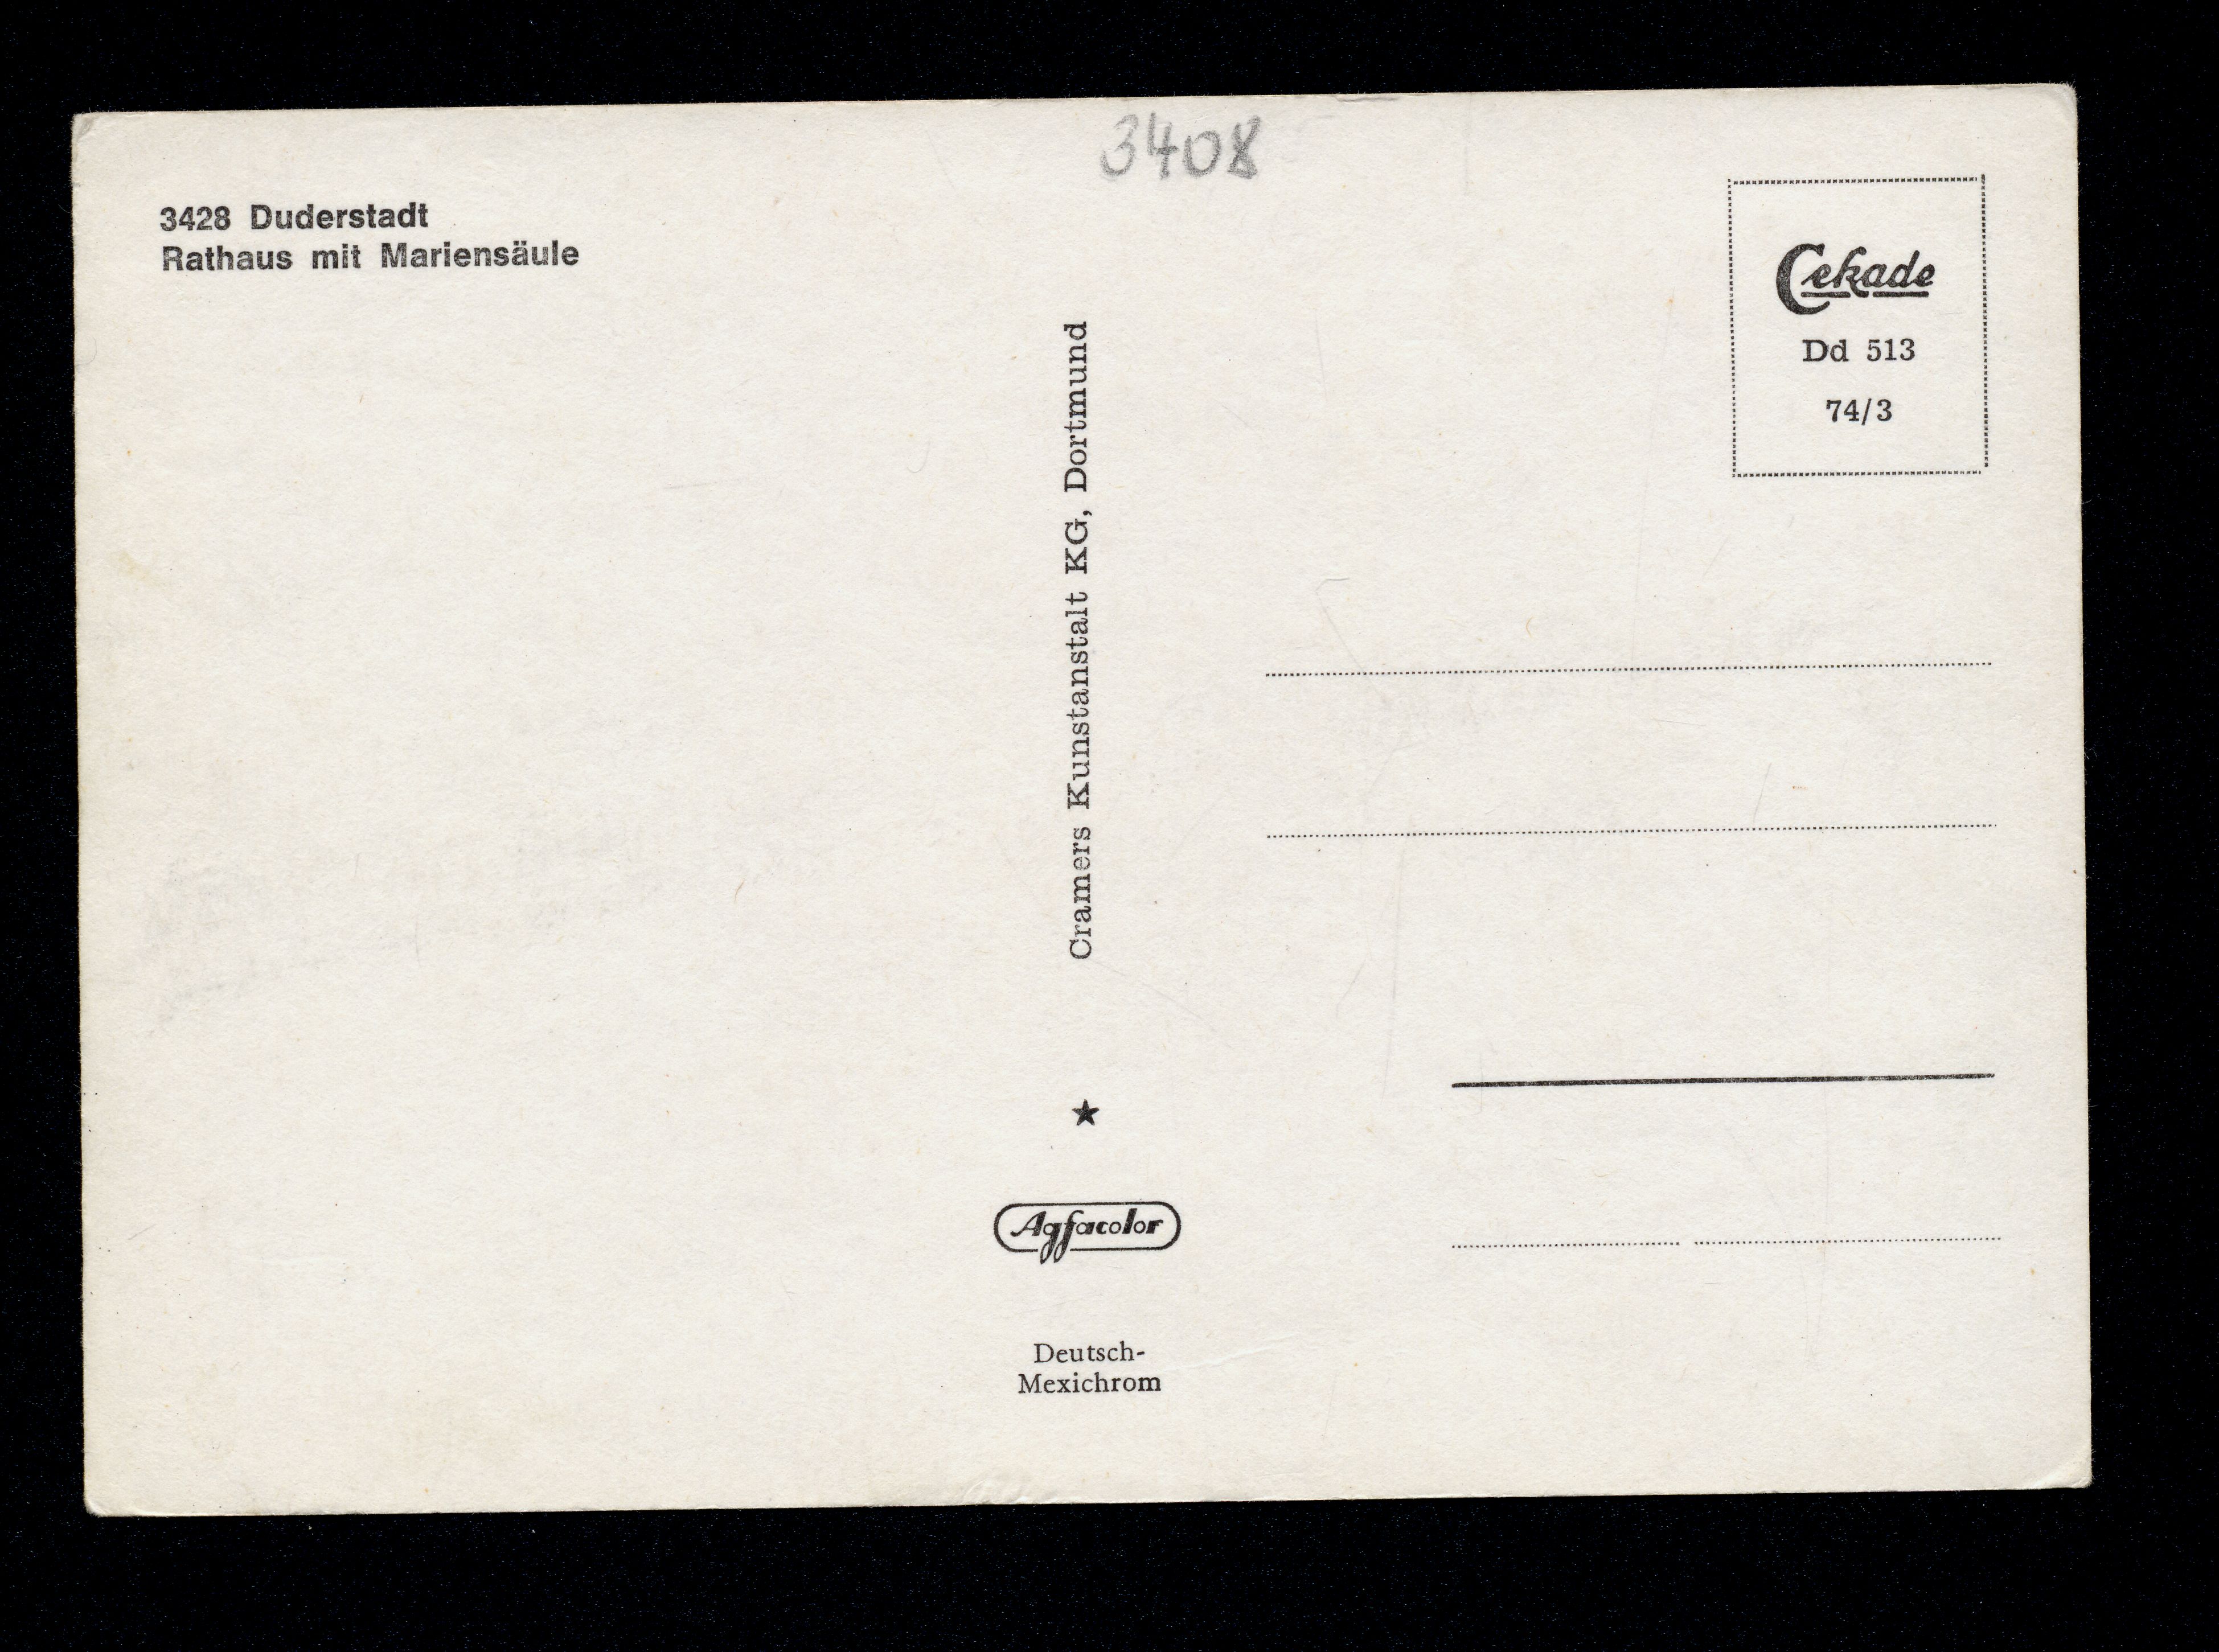 3408
3428 Duderstadt
Rathaus mit Mariensäule
Cekade
Dd 513
74/3
Cramers Kunstanstalt KG, Dortmund
Agfacolor
Deutsch-
Mexichrom